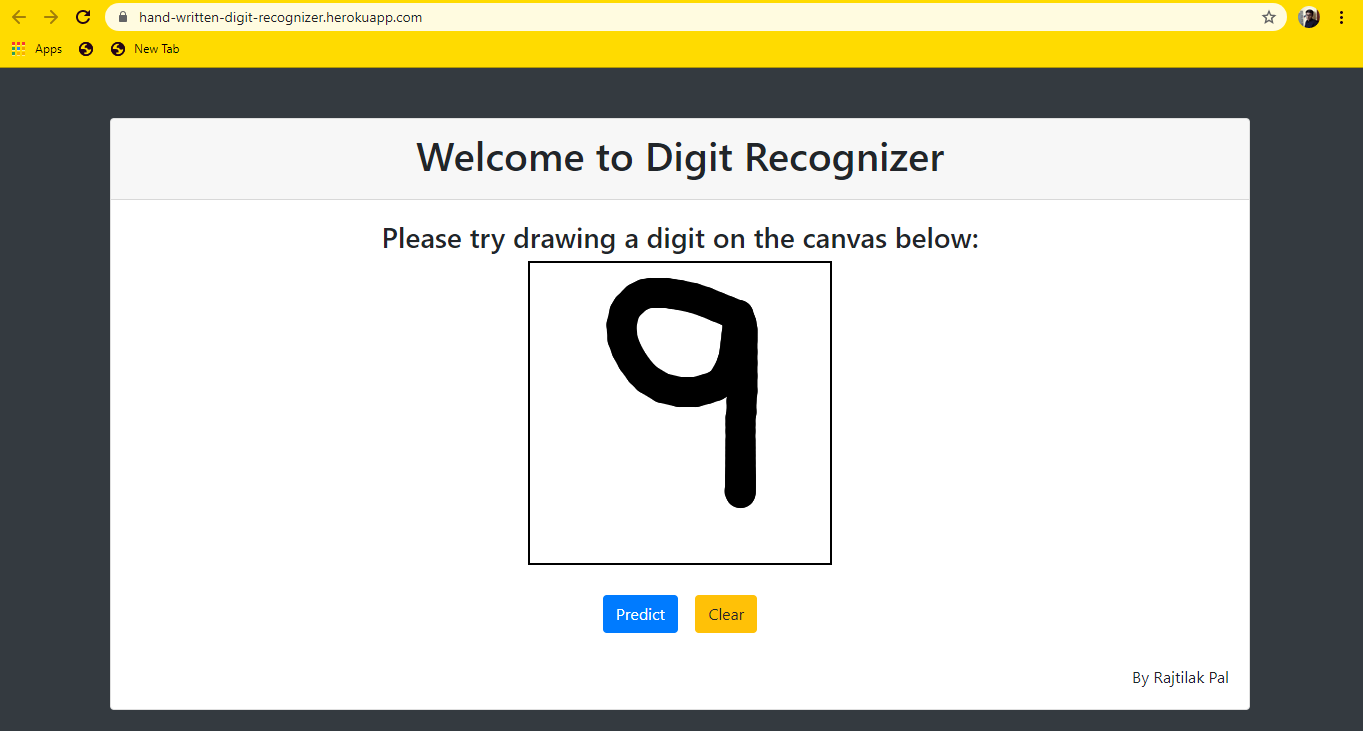 hand-written-digit-recognizer.herokuapp.com
Apps
New Tab
Welcome to Digit Recognizer
Please try drawing a digit on the canvas below:
9
Predict Clear
By Rajtilak Pal